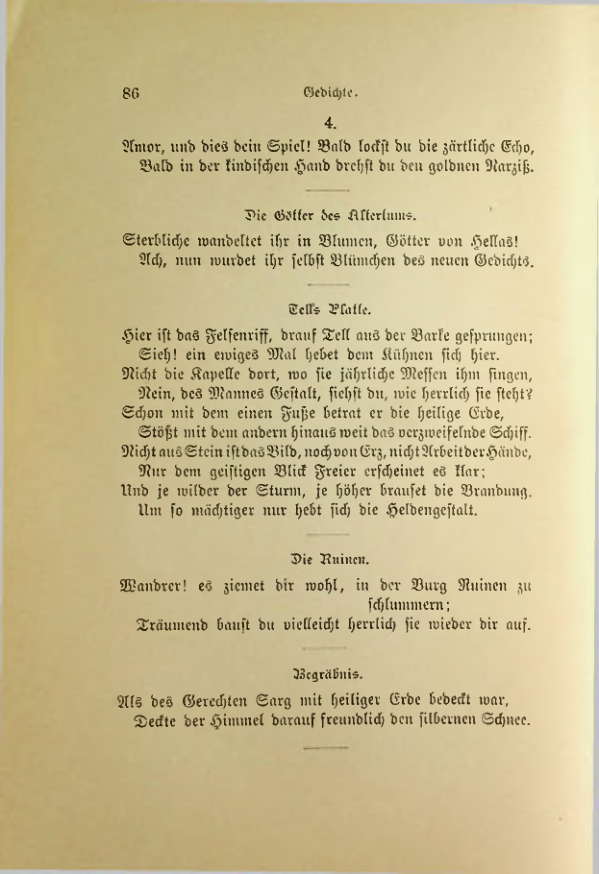 86
Gedichte.
4.
Amor, und dies dein Spiel! Bald lockst du die zärtliche Echo,
Bald in der kindischen Hand drehst du den goldnen Narziß.
Die Götter des Altertums.
Sterbliche wandeltet ihr in Blumen, Götter von Hellas!
Ach, nun wurdet ihr selbst Blümchen des neuen Gedichts.
Tells Platte.
Hier ist das Felsenriff, drauf Tell aus der Barke gesprungen;
Sieh! ein ewiges Mal hebet dem Kühnen sich hier.
Nicht die Kapelle dort, wo sie jährliche Messen ihm singen,
Nein, des Mannes Gestalt, siehst du, wie herrlich sie steht?
Schon mit dem einen Fuße betrat er die heilige Erde,
Stößt mit dem andern hinaus weit das verzweifelnde Schiff.
Nicht aus Stein ist das Bild, noch von Erz, nicht Arbeit der Hände,
Nur dem geistigen Blick Freier erscheinet es klar;
Und je wilder der Sturm, je höher brauset die Brandung.
Um so mächtiger nur hebt sich die Heldengestalt.
Die Ruinen.
Wandrer! es ziemet dir wohl, in der Burg Ruinen zu
schlummern;
Träumend baust du vielleicht herrlich sie wieder dir auf.
Begräbnis.
Als des Gerechten Sarg mit heiliger Erde bedeckt war,
Deckte der Himmel darauf freundlich den silbernen Schnee.